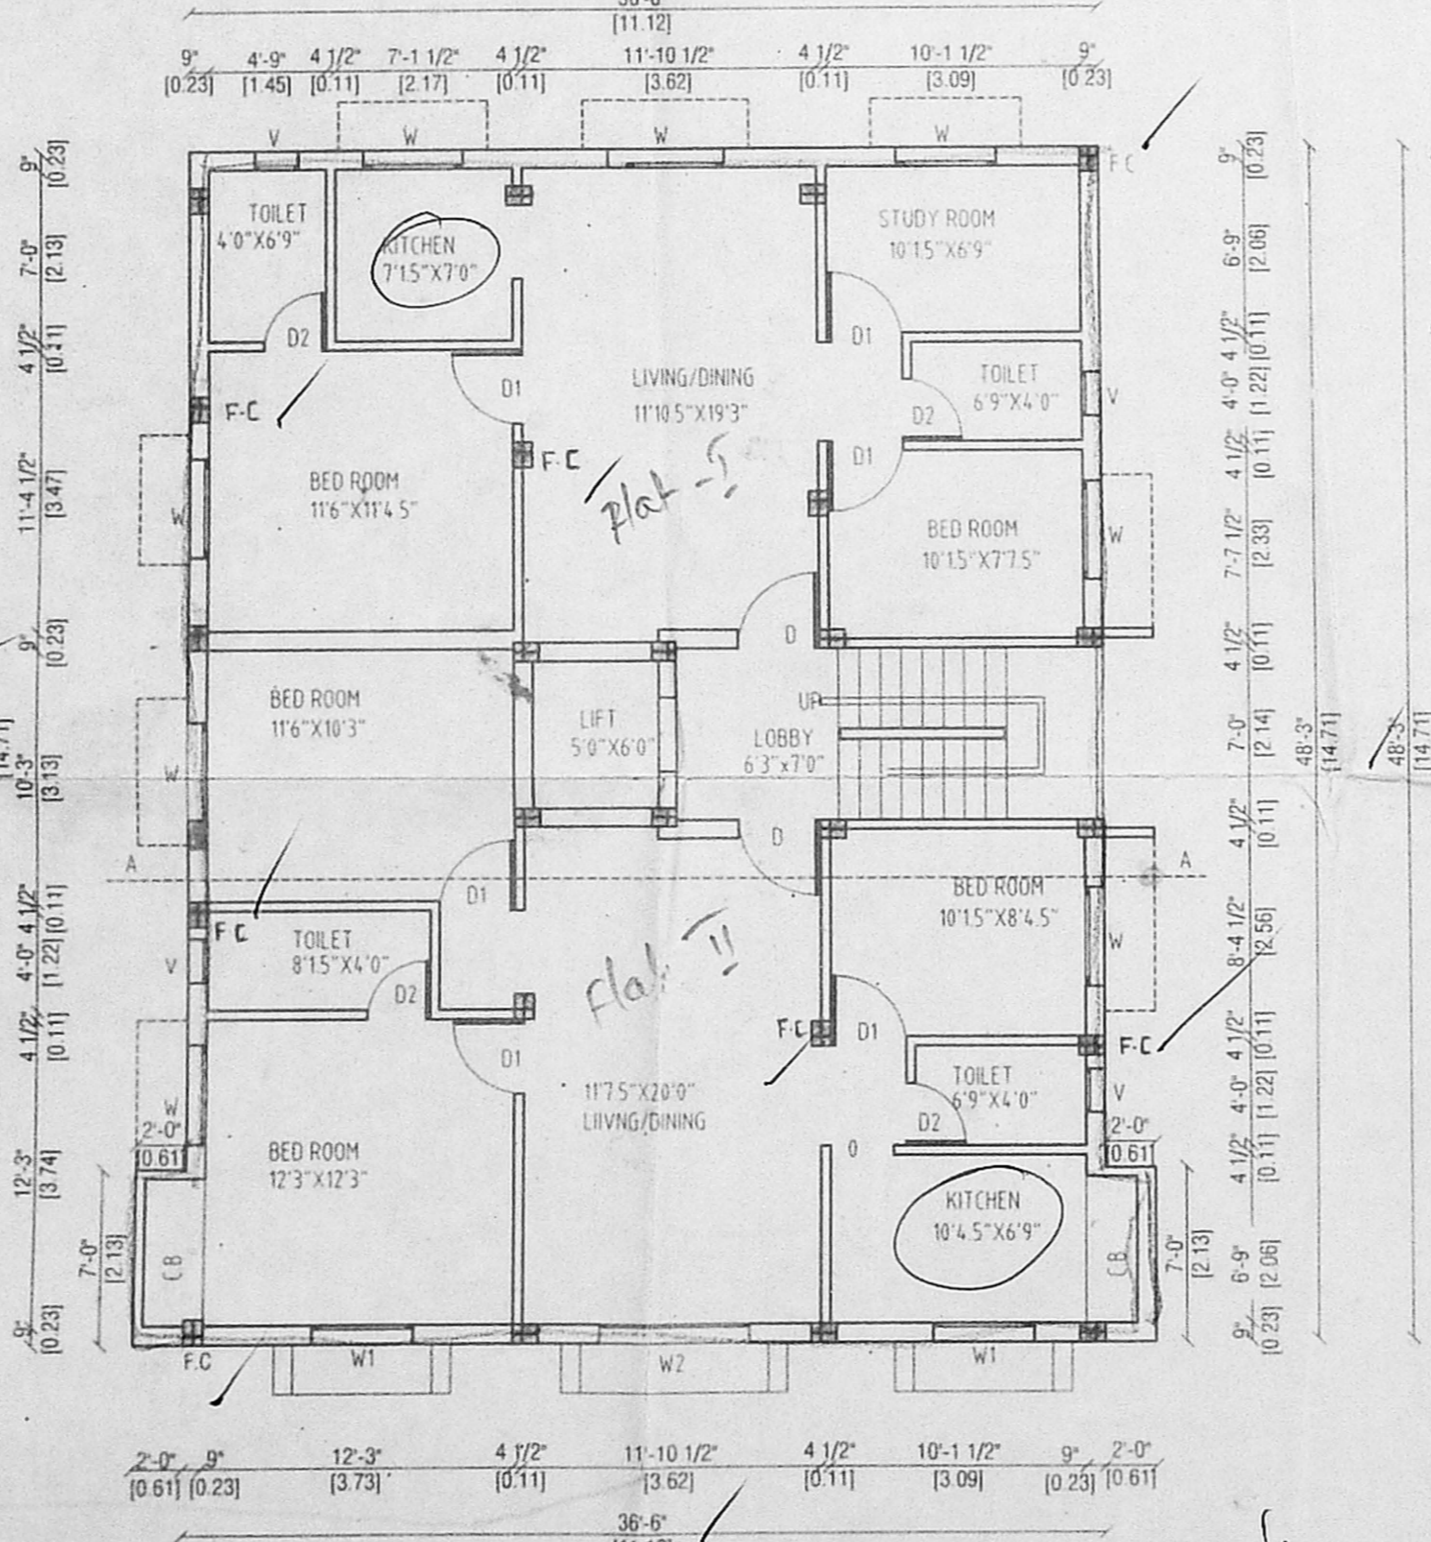 [11.12]
9" 4'-9" 4 1/2" 7'-1 1/2" 4 1/2" 11'-10 1/2" 4 1/2" 10'-1 1/2" 9"
[0.23] [1.45] [0.11] [2.17] [0.11] [3.62] [0.11] [3.09] [0.23]
V W W W
F C
TOILET
4'0"X6'9"
KITCHEN
7'1.5"X7'0"
STUDY ROOM
10'1.5"X6'9"
D2
D1
D1
LIVING/DINING
11'10.5"X19'3"
TOILET
6'9"X4'0"
V
D2
F.C
F.C
D1
BED ROOM
11'6"X11'4.5"
Flat - I
BED ROOM
10'1.5"X7'7.5"
W
W
D
BED ROOM
11'6"X10'3"
LIFT
5'0"X6'0"
UP
LOBBY
6'3"x7'0"
W
D
A
A
D1
BED ROOM
10'1.5"X8'4.5"
F C
TOILET
8'1.5"X4'0"
V
D2
Flat II
W
F.C
D1
F.C
D1
11'7.5"X20'0"
LIIVNG/DINING
TOILET
6'9"X4'0"
V
D2
W
2'-0"
[0.61]
2'-0"
[0.61]
BED ROOM
12'3"X12'3"
0
KITCHEN
10'4.5"X6'9"
C.B
C.B
F.C
W1
W2
W1
9" 7'-0" 4 1/2" 11'-4 1/2" 9" 10'-3" 4 1/2" 4'-0" 4 1/2" 12'-3" 9"
[0.23] [2.13] [0.11] [3.47] [0.23] [3.13] [0.11] [1.22] [0.11] [3.74] [0.23]
7'-0"
[2.13]
9" 6'-9" 4 1/2" 4'-0" 4 1/2" 7'-7 1/2" 4 1/2" 7'-0" 4 1/2" 8'-4 1/2" 4 1/2" 4'-0" 4 1/2" 6'-9" 9"
[0.23] [2.06] [0.11] [1.22] [0.11] [2.33] [0.11] [2.14] [0.11] [2.56] [0.11] [1.22] [0.11] [2.06] [0.23]
7'-0"
[2.13]
48'-3"
[14.71]
48'-3"
[14.71]
2'-0" 9" 12'-3" 4 1/2" 11'-10 1/2" 4 1/2" 10'-1 1/2" 9" 2'-0"
[0.61] [0.23] [3.73] [0.11] [3.62] [0.11] [3.09] [0.23] [0.61]
36'-6"